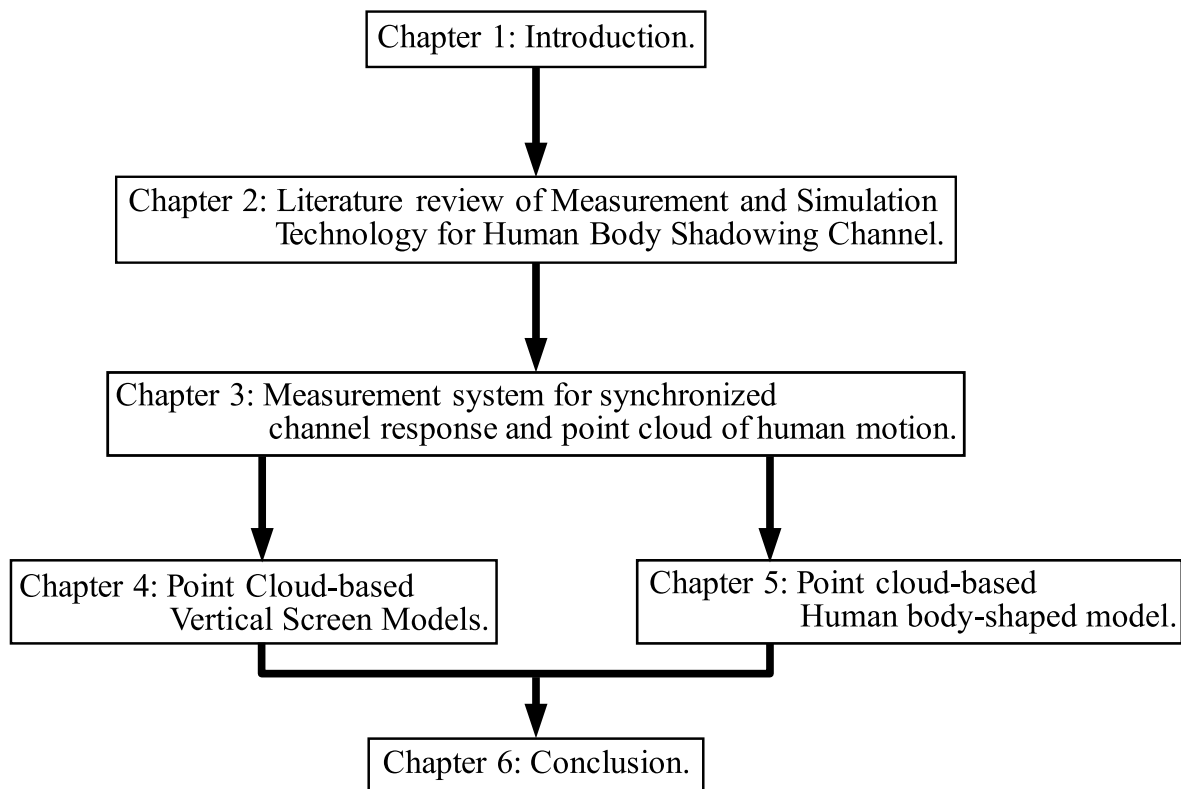 Chapter 1: Introduction.
Chapter 2: Literature review of Measurement and Simulation
Technology for Human Body Shadowing Channel.
Chapter 3: Measurement system for synchronized
channel response and point cloud of human motion.
Chapter 4: Point Cloud-based
Vertical Screen Models.
Chapter 5: Point cloud-based
Human body-shaped model.
Chapter 6: Conclusion.